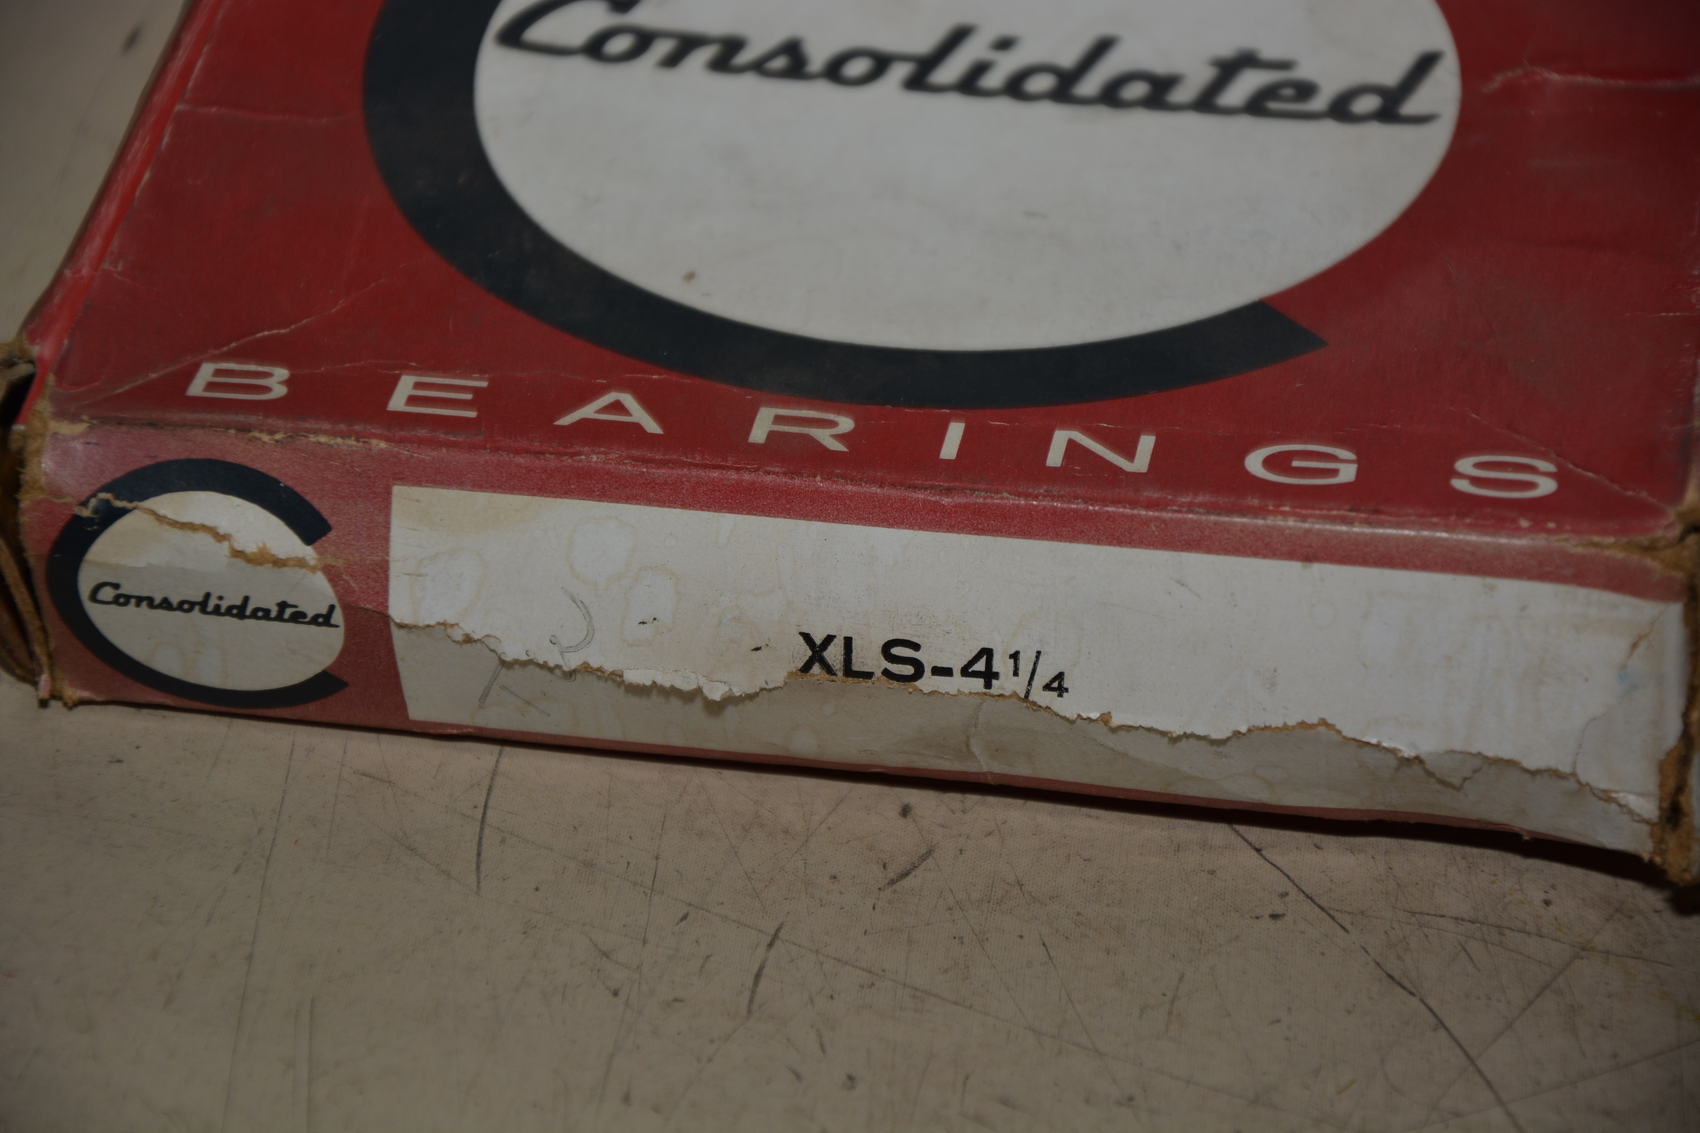 Consolidated
BEARINGS
Consolidated
XLS-4 1/4